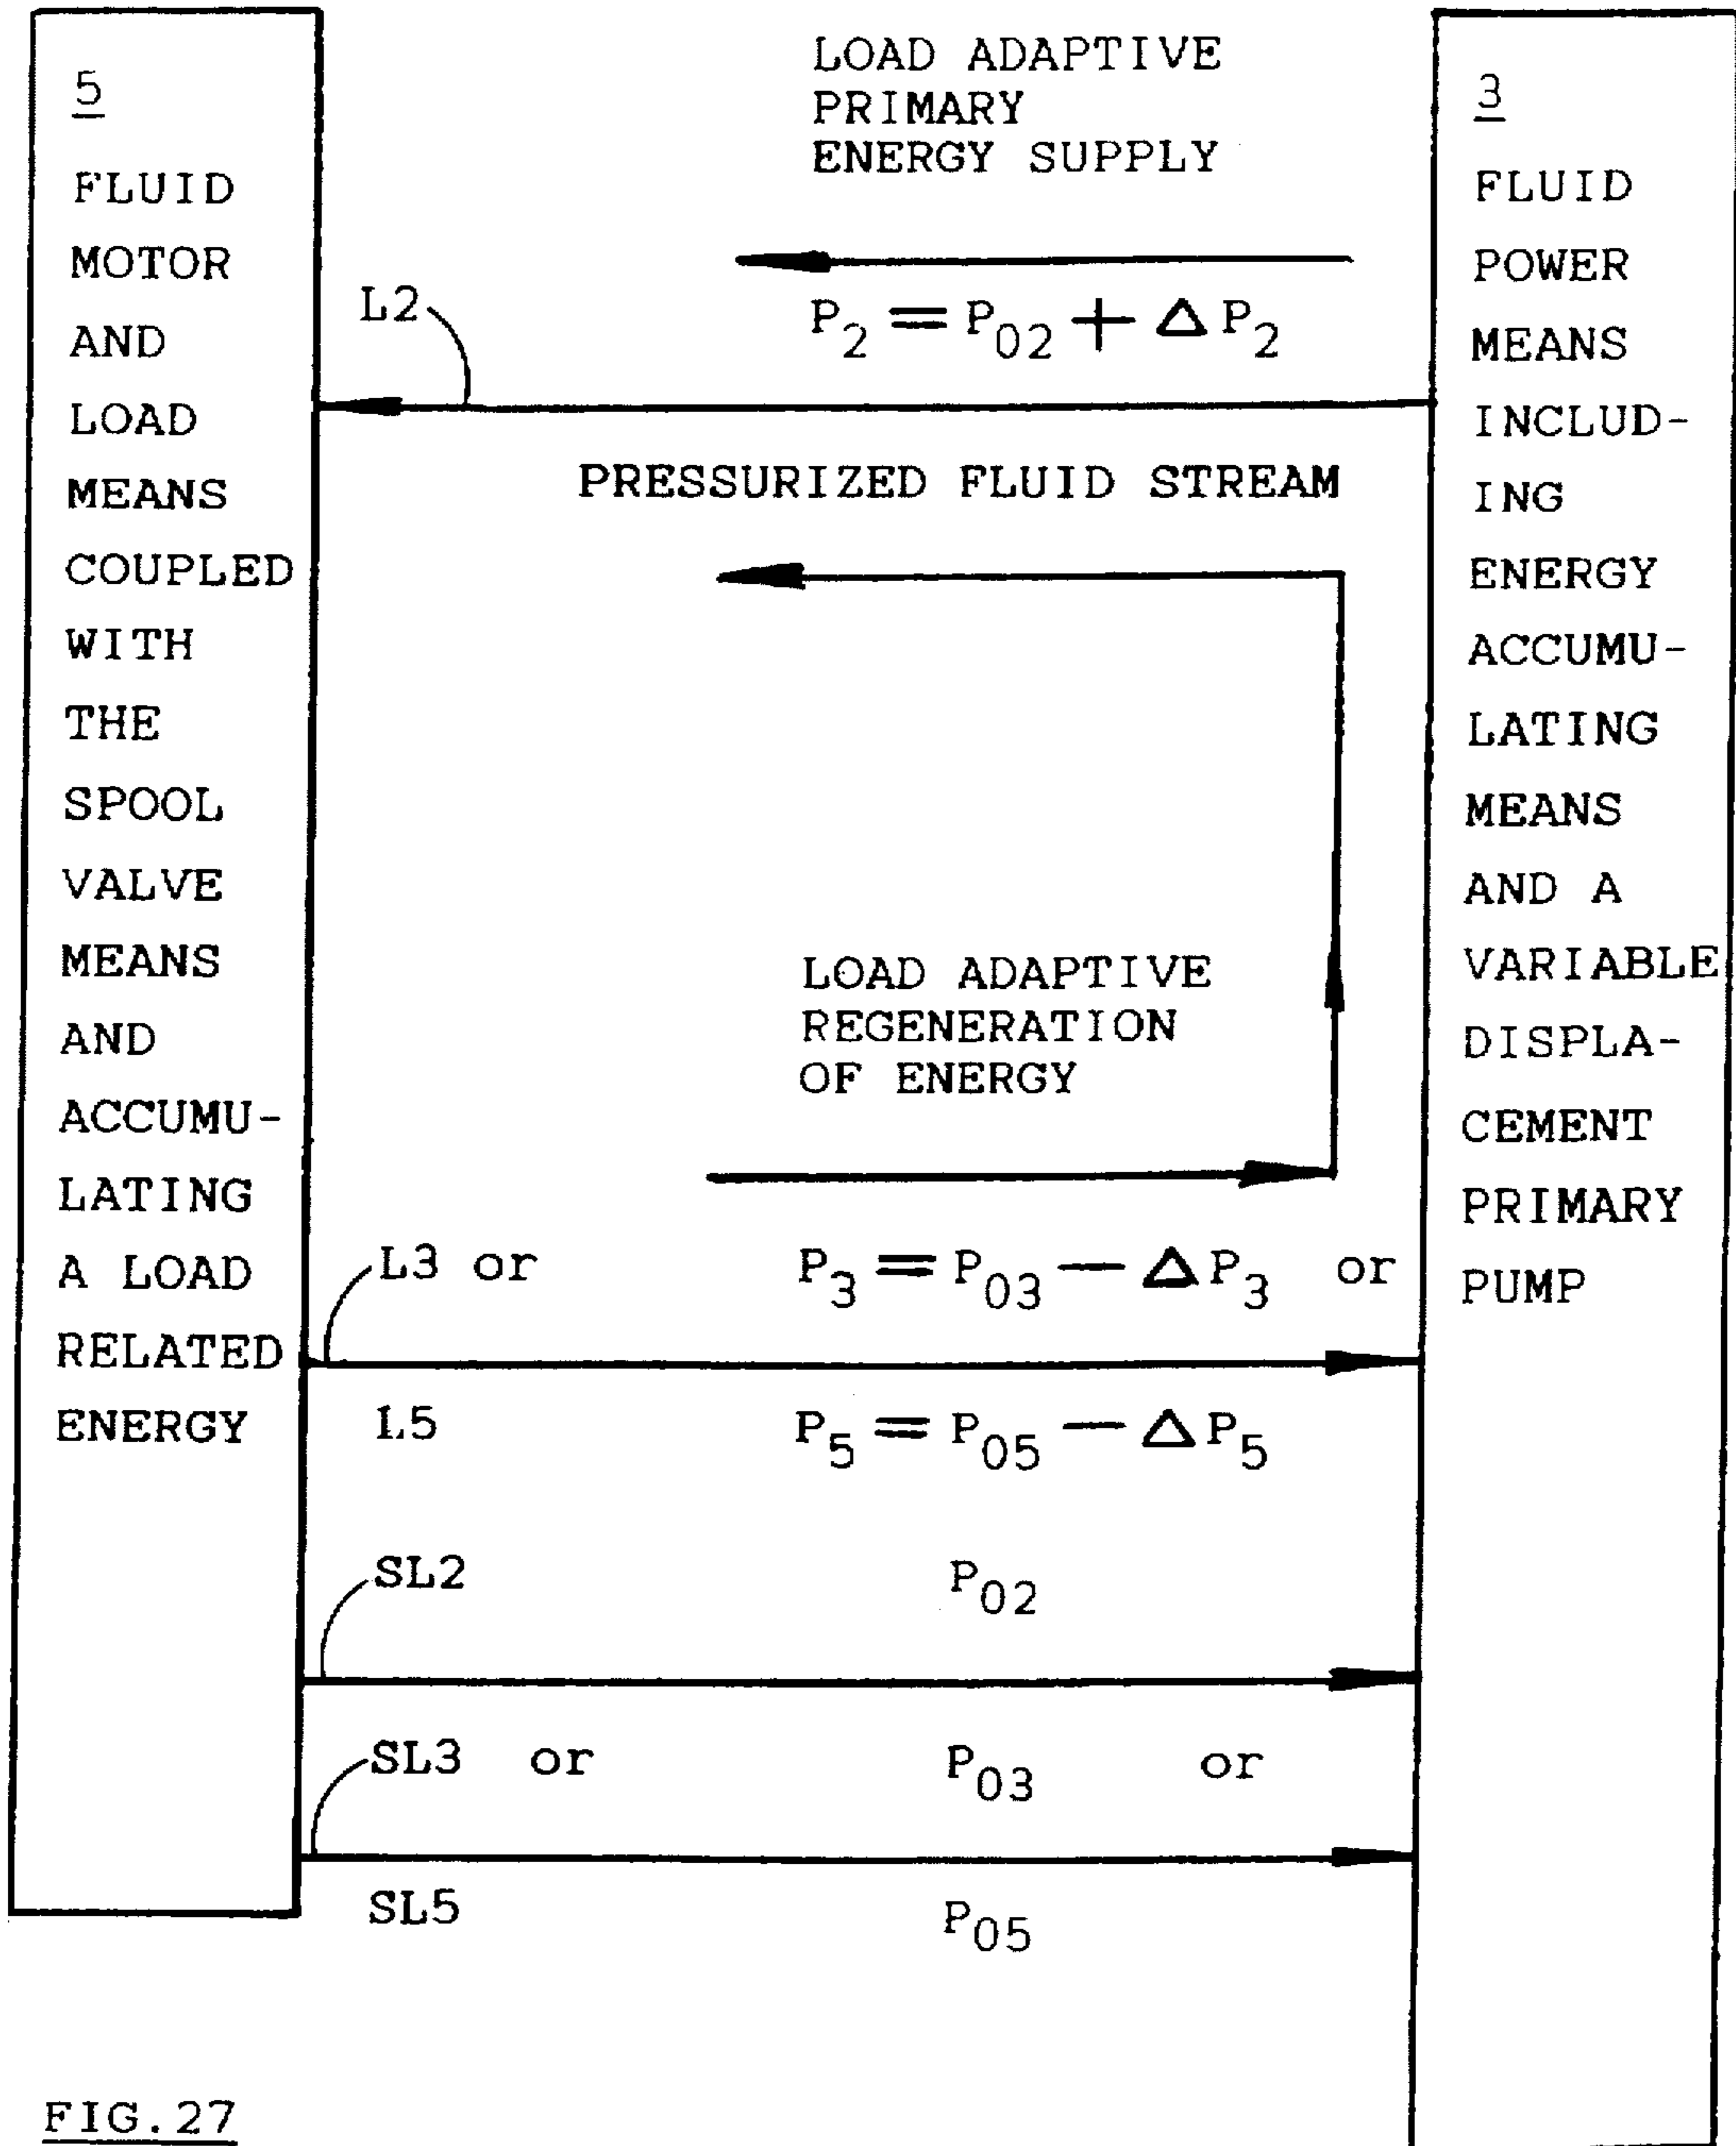 5
FLUID
MOTOR
AND
LOAD
MEANS
COUPLED
WITH
THE
SPOOL
VALVE
MEANS
AND
ACCUMU-
LATING
A LOAD
RELATED
ENERGY
LOAD ADAPTIVE
PRIMARY
ENERGY SUPPLY
L2
P₂ = P₀₂ + Δ P₂
PRESSURIZED FLUID STREAM
LOAD ADAPTIVE
REGENERATION
OF ENERGY
L3 or P₃ = P₀₃ − Δ P₃ or
L5 P₅ = P₀₅ − Δ P₅
SL2 P₀₂
SL3 or P₀₃ or
SL5 P₀₅
3
FLUID
POWER
MEANS
INCLUD-
ING
ENERGY
ACCUMU-
LATING
MEANS
AND A
VARIABLE
DISPLA-
CEMENT
PRIMARY
PUMP
FIG.27